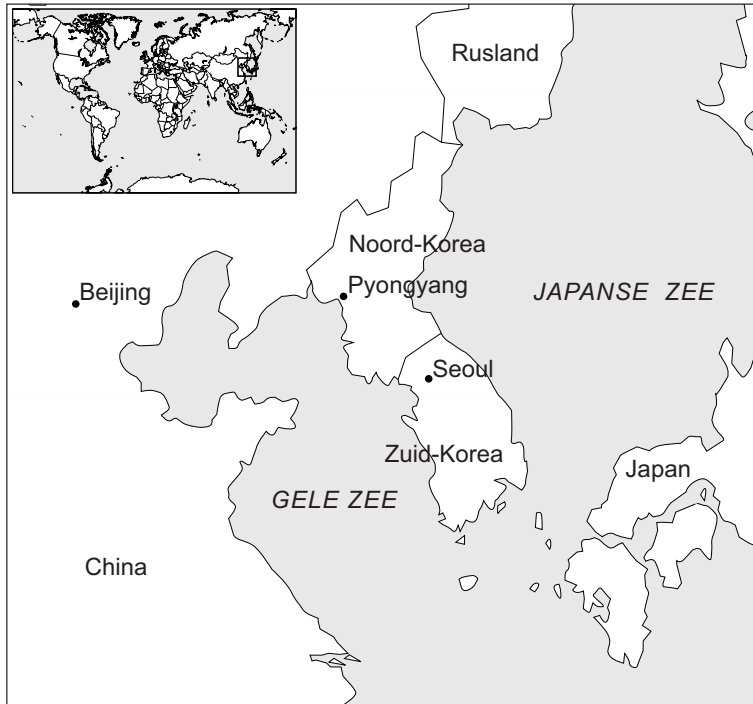 Rusland
Noord-Korea
Pyongyang
Beijing
JAPANSE ZEE
Seoul
Zuid-Korea
Japan
GELE ZEE
China